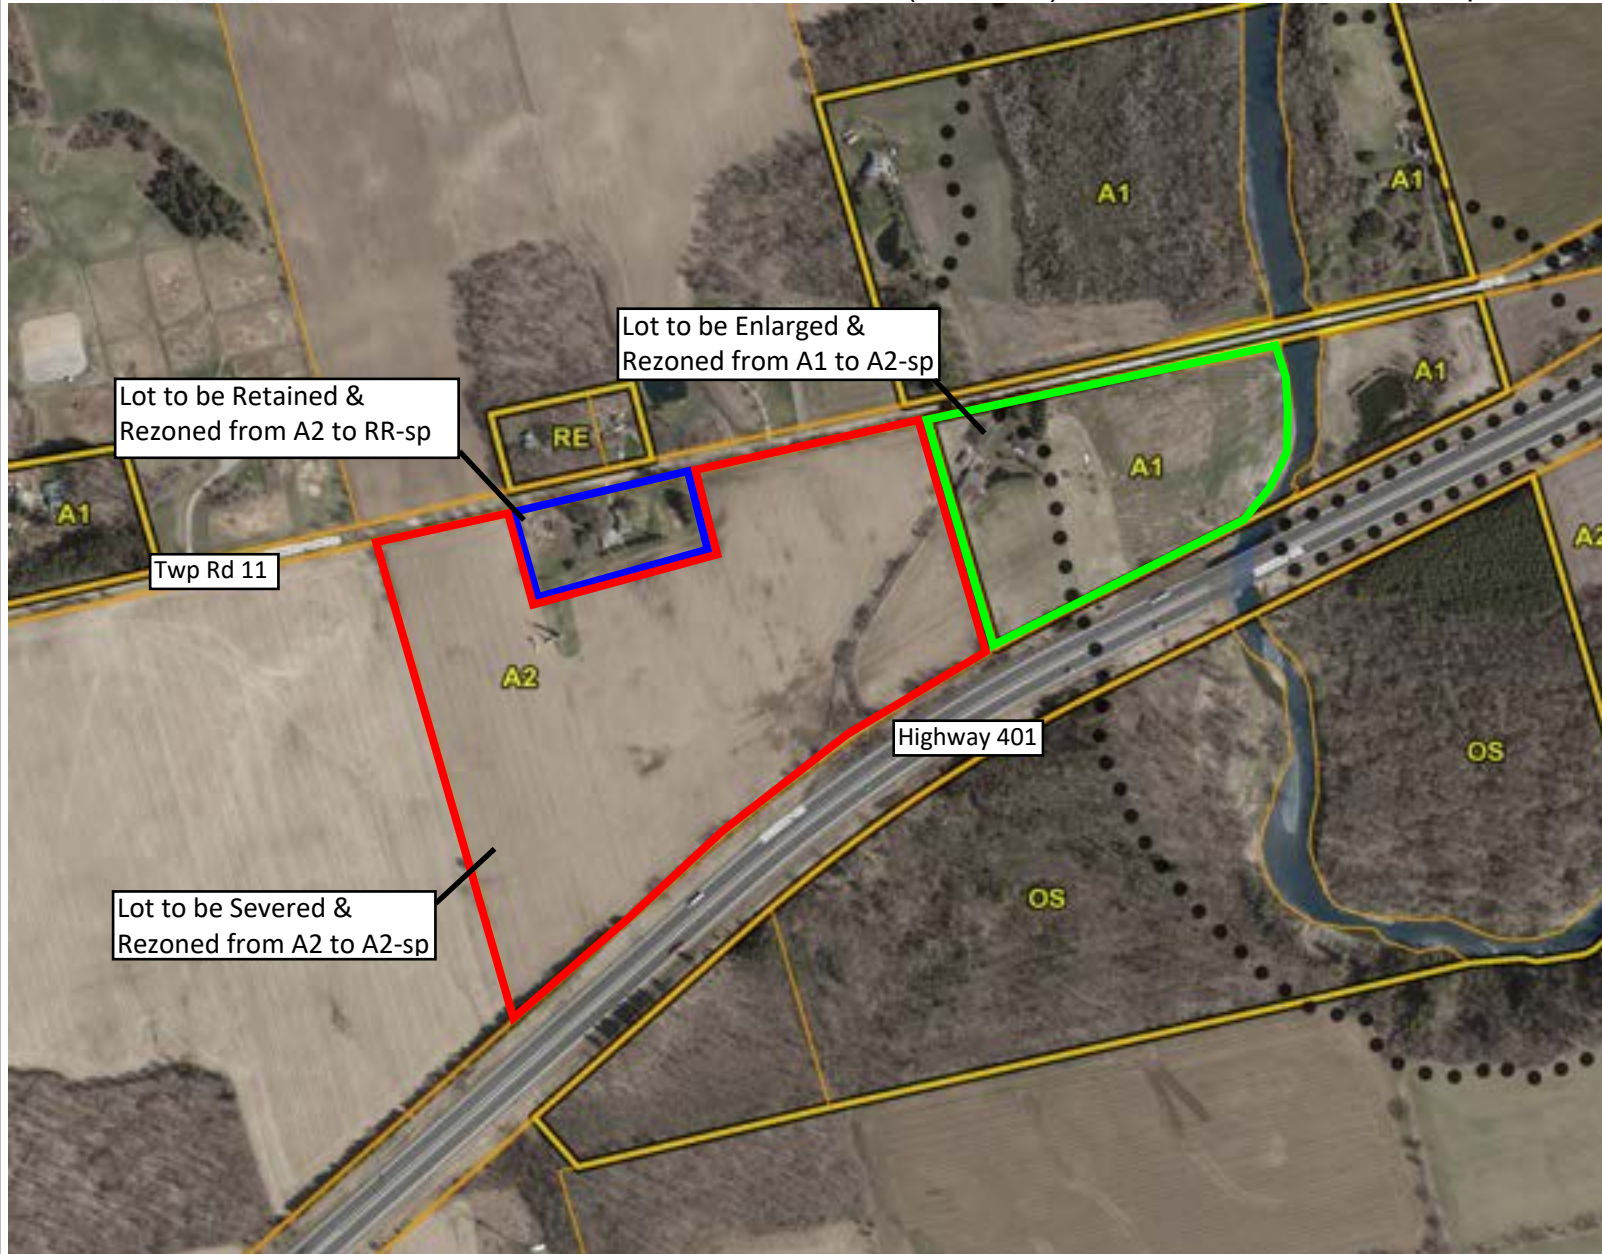 A1
A1
Lot to be Enlarged &
Rezoned from A1 to A2-sp
A1
Lot to be Retained &
Rezoned from A2 to RR-sp
RE
A1
A1
A2
Twp Rd 11
A2
Highway 401
OS
OS
Lot to be Severed &
Rezoned from A2 to A2-sp